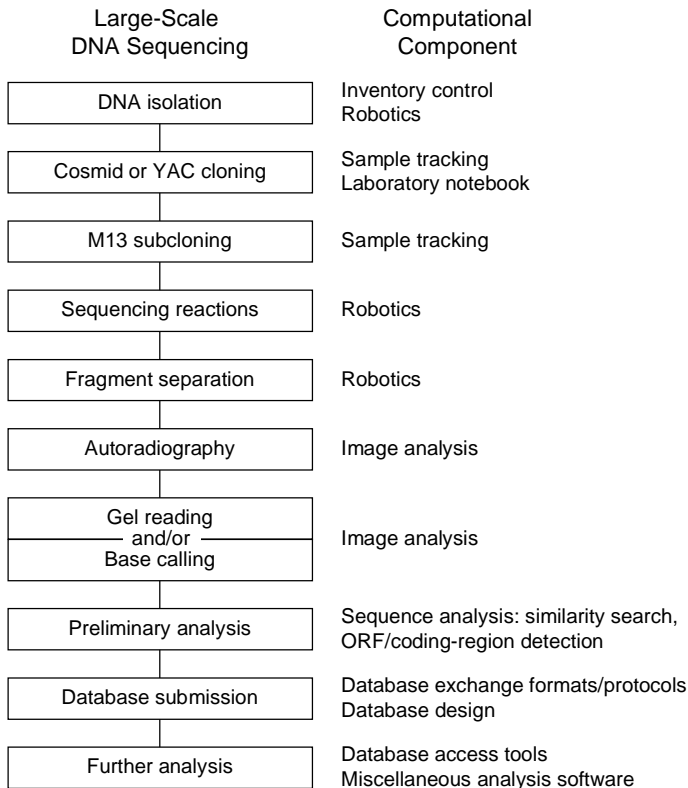 Large-Scale
DNA Sequencing
Computational
Component
DNA isolation
Inventory control
Robotics
Cosmid or YAC cloning
Sample tracking
Laboratory notebook
M13 subcloning
Sample tracking
Sequencing reactions
Robotics
Fragment separation
Robotics
Autoradiography
Image analysis
Gel reading
and/or
Base calling
Image analysis
Preliminary analysis
Sequence analysis: similarity search,
ORF/coding-region detection
Database submission
Database exchange formats/protocols
Database design
Further analysis
Database access tools
Miscellaneous analysis software